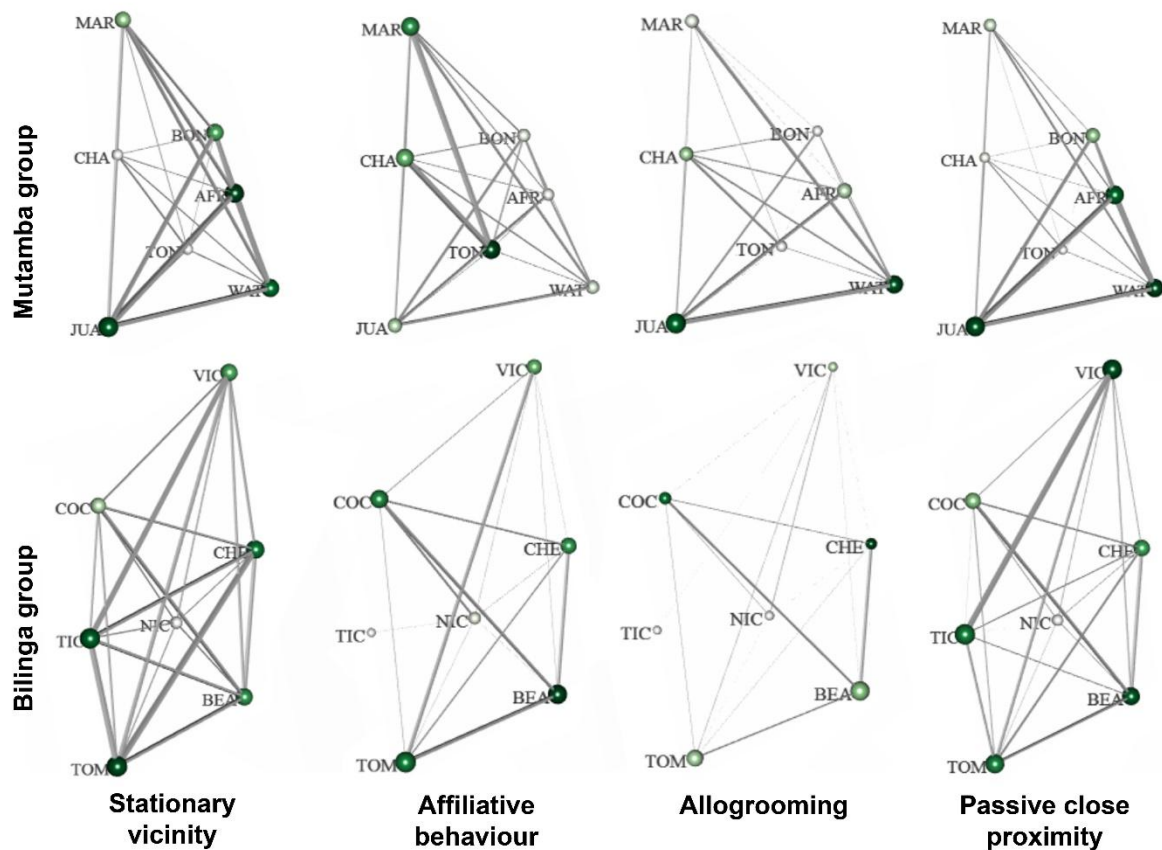 Mutamba group
MAR
BON
CHA
AFR
TON
WAT
JUA
MAR
BON
CHA
AFR
TON
WAT
JUA
MAR
BON
CHA
AFR
TON
WAT
JUA
MAR
BON
CHA
AFR
TON
WAT
JUA
Bilinga group
VIC
COC
CHE
NIC
TIC
BEA
TOM
VIC
COC
CHE
NIC
TIC
BEA
TOM
VIC
COC
CHE
NIC
TIC
BEA
TOM
VIC
COC
CHE
NIC
TIC
BEA
TOM
Stationary
vicinity
Affiliative
behaviour
Allogrooming
Passive close
proximity